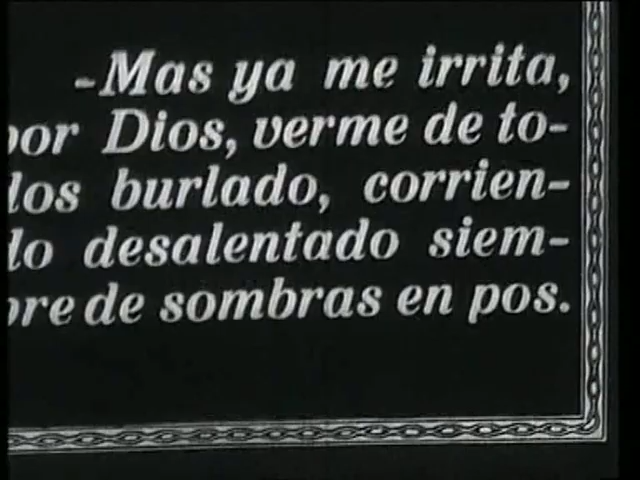 -Mas ya me irrita,
por Dios, verme de to-
dos burlado, corrien-
do desalentado siem-
pre de sombras en pos.